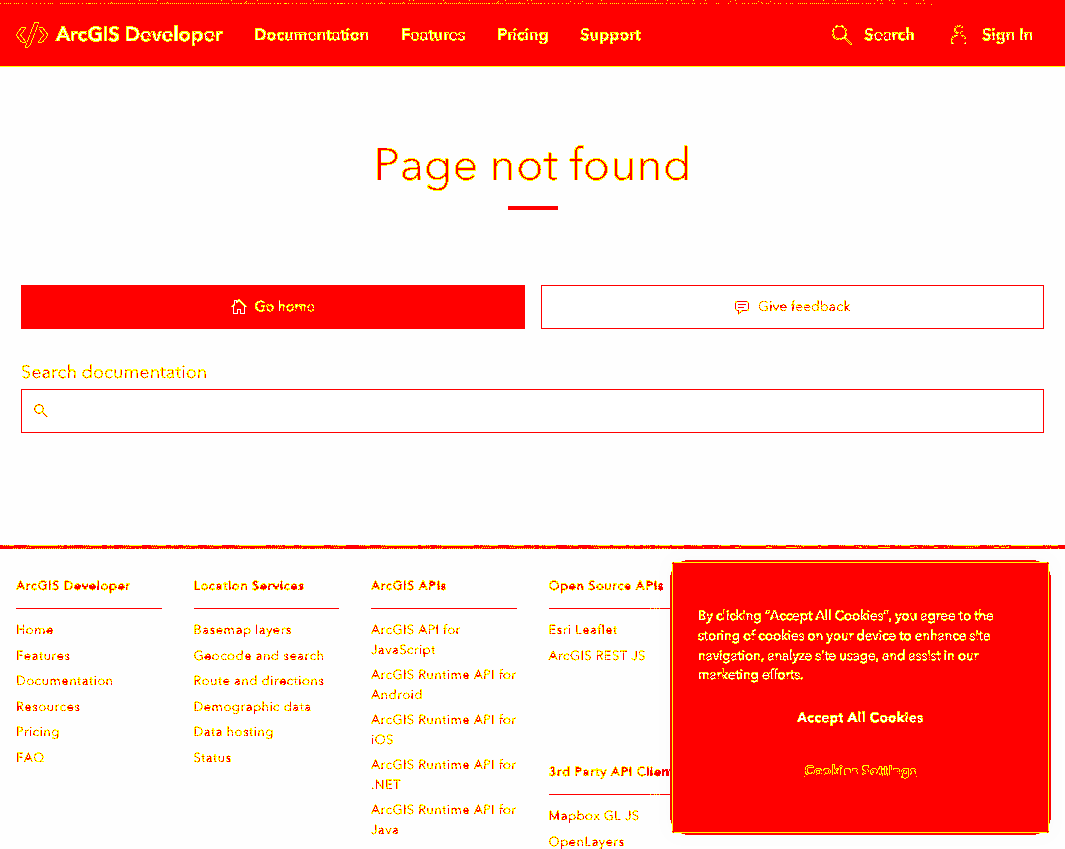 </> ArcGIS Developer Documentation Features Pricing Support Search Sign In
Page not found
Go home Give feedback
Search documentation
ArcGIS Developer
Home
Features
Documentation
Resources
Pricing
FAQ
Location Services
Basemap layers
Geocode and search
Route and directions
Demographic data
Data hosting
Status
ArcGIS APIs
ArcGIS API for
JavaScript
ArcGIS Runtime API for
Android
ArcGIS Runtime API for
iOS
ArcGIS Runtime API for
.NET
ArcGIS Runtime API for
Java
Open Source APIs
Esri Leaflet
ArcGIS REST JS
3rd Party API Clien
Mapbox GL JS
OpenLayers
By clicking “Accept All Cookies”, you agree to the
storing of cookies on your device to enhance site
navigation, analyze site usage, and assist in our
marketing efforts.
Accept All Cookies
Cookies Settings